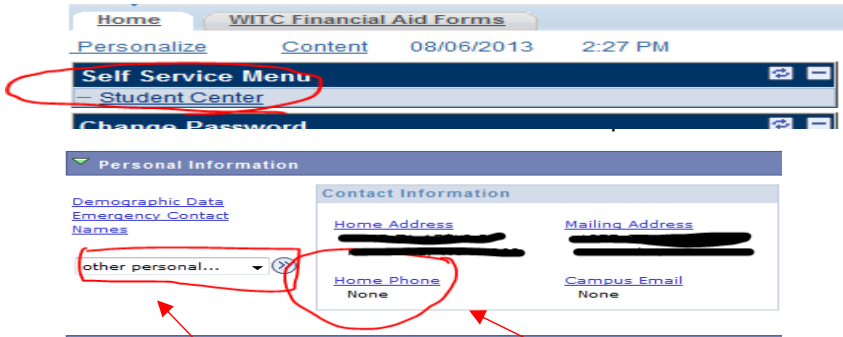 Home WITC Financial Aid Forms
Personalize Content 08/06/2013 2:27 PM
Self Service Menu
– Student Center
Change Password
Personal Information
Contact Information
Demographic Data
Emergency Contact
Names
Home Address Mailing Address
other personal...
Home Phone Campus Email
None None